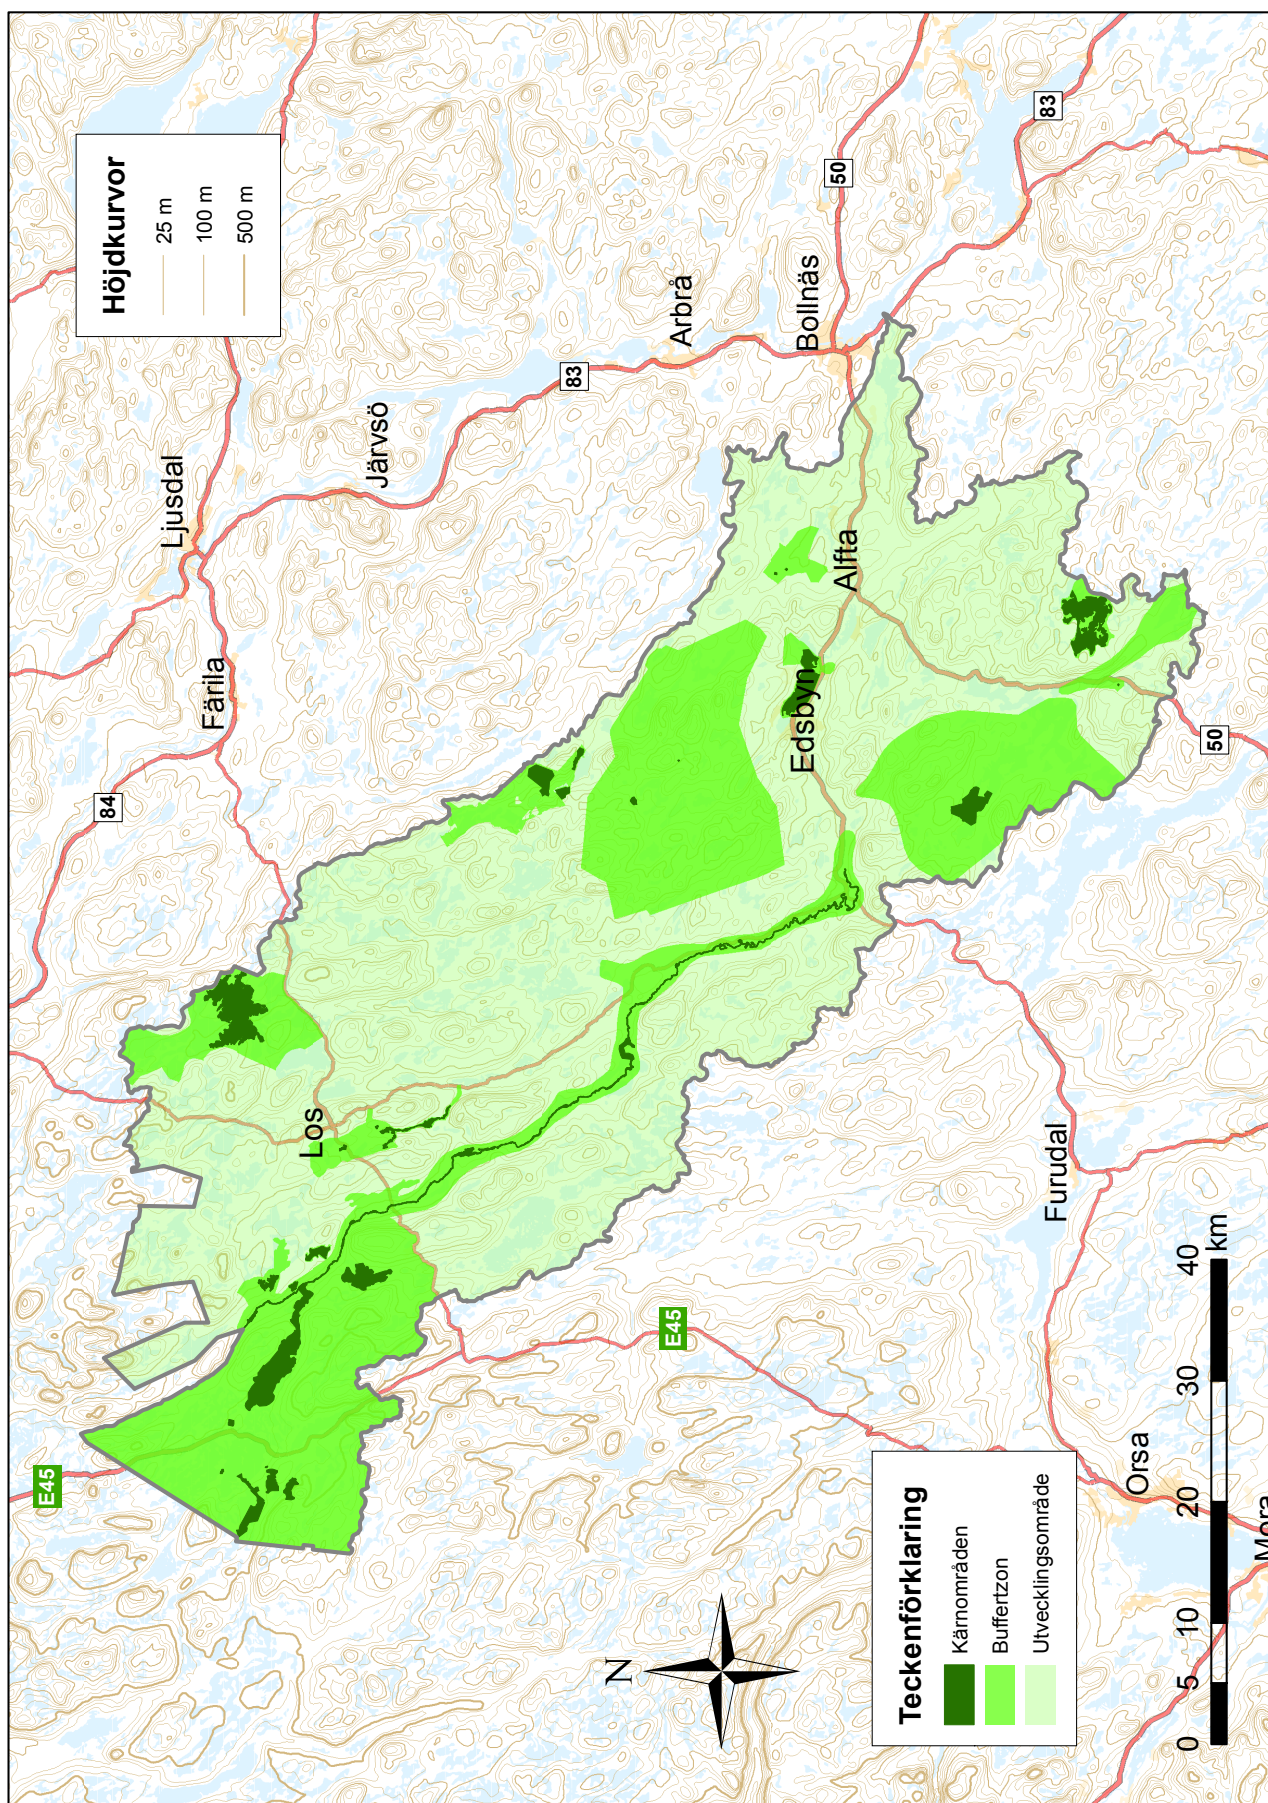 E45
84
Höjdkurvor
25 m
100 m
500 m
Ljusdal
Färila
Los
Järvsö
83
N
E45
Arbrå
Edsbyn
Bollnäs
50
Alfta
Teckenförklaring
Kärnområden
Buffertzon
Utvecklingsområde
83
Furudal
Orsa
0 5 10 20 30 40
km
50
Mora